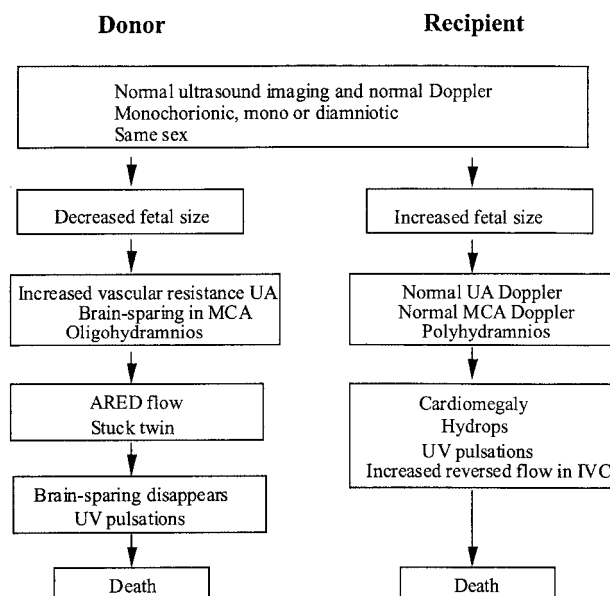 Donor
Recipient
Normal ultrasound imaging and normal Doppler
Monochorionic, mono or diamniotic
Same sex
Decreased fetal size
Increased vascular resistance UA
Brain-sparing in MCA
Oligohydramnios
ARED flow
Stuck twin
Brain-sparing disappears
UV pulsations
Death
Increased fetal size
Normal UA Doppler
Normal MCA Doppler
Polyhydramnios
Cardiomegaly
Hydrops
UV pulsations
Increased reversed flow in IVC
Death